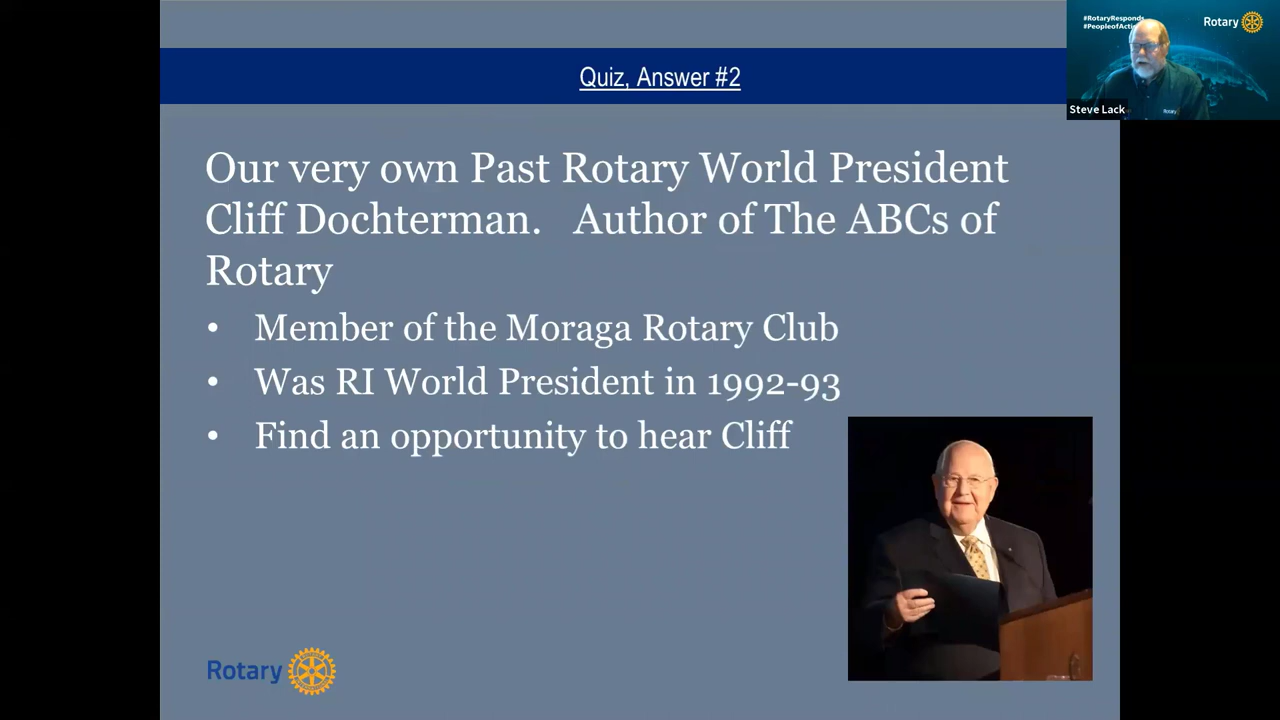 Quiz, Answer #2
#RotaryResponds
#PeopleofActi
Rotary
Steve Lack
Rotary
Our very own Past Rotary World President
Cliff Dochterman. Author of The ABCs of
Rotary
• Member of the Moraga Rotary Club
• Was RI World President in 1992-93
• Find an opportunity to hear Cliff
Rotary